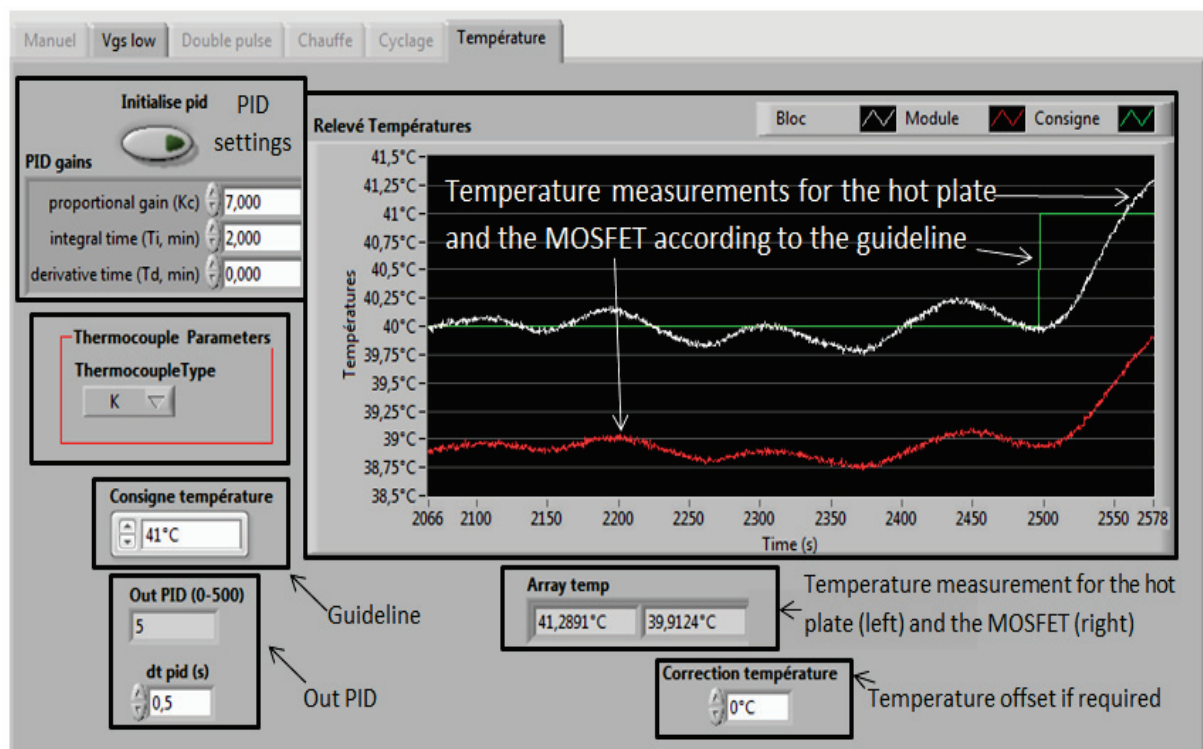 Manuel Vgs low Double pulse Chauffe Cyclage Température
Initialise pid
PID
settings
PID gains
proportional gain (Kc) 7,000
integral time (Ti, min) 2,000
derivative time (Td, min) 0,000
Thermocouple Parameters
ThermocoupleType
K
Consigne température
41°C
Guideline
Out PID (0-500)
5
dt pid (s)
0,5
Out PID
Relevé Températures
Bloc Module Consigne
Températures
41,5°C
41,25°C
41°C
40,75°C
40,5°C
40,25°C
40°C
39,75°C
39,5°C
39,25°C
39°C
38,75°C
38,5°C
Temperature measurements for the hot plate
and the MOSFET according to the guideline
2066 2100 2150 2200 2250 2300 2350 2400 2450 2500 2550 2578
Time (s)
Array temp
41,2891°C 39,9124°C
Temperature measurement for the hot
plate (left) and the MOSFET (right)
Correction température
0°C
Temperature offset if required